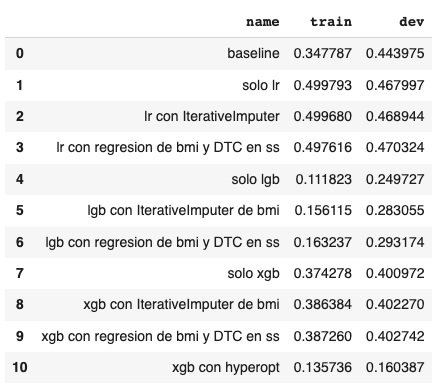 name train dev
0 baseline 0.347787 0.443975
1 solo lr 0.499793 0.467997
2 lr con IterativeImputer 0.499680 0.468944
3 lr con regresion de bmi y DTC en ss 0.497616 0.470324
4 solo lgb 0.111823 0.249727
5 lgb con IterativeImputer de bmi 0.156115 0.283055
6 lgb con regresion de bmi y DTC en ss 0.163237 0.293174
7 solo xgb 0.374278 0.400972
8 xgb con IterativeImputer de bmi 0.386384 0.402270
9 xgb con regresion de bmi y DTC en ss 0.387260 0.402742
10 xgb con hyperopt 0.135736 0.160387